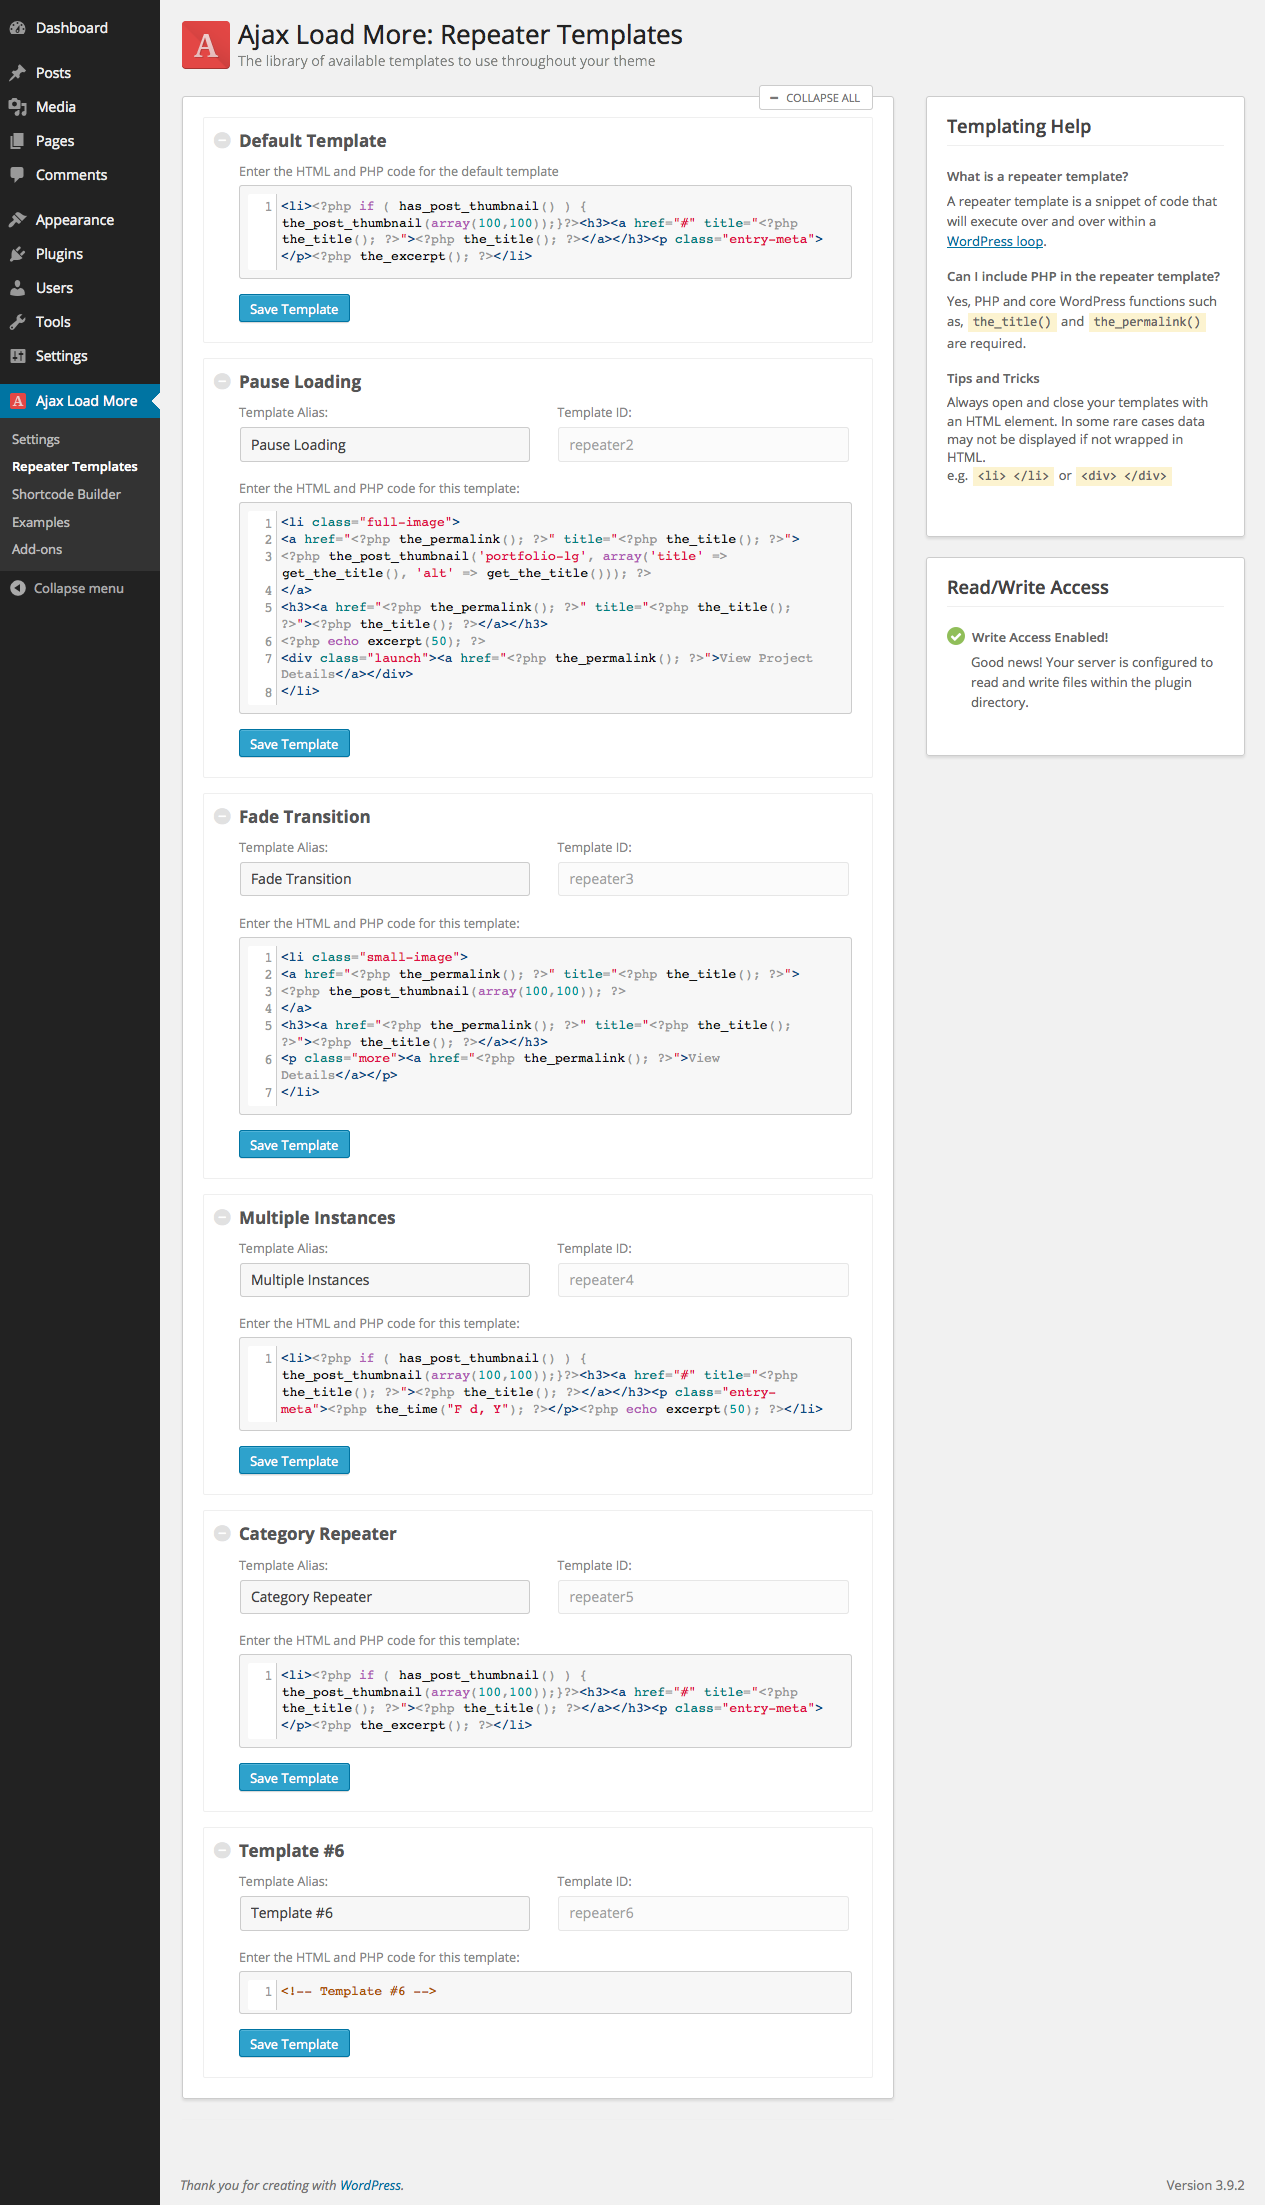 Dashboard
Posts
Media
Pages
Comments
Appearance
Plugins
Users
Tools
Settings
A Ajax Load More
Settings
Repeater Templates
Shortcode Builder
Examples
Add-ons
Collapse menu
A
Ajax Load More: Repeater Templates
The library of available templates to use throughout your theme
COLLAPSE ALL
Default Template
Enter the HTML and PHP code for the default template
1 <li><?php if ( has_post_thumbnail() ) {
the_post_thumbnail(array(100,100));}?><h3><a href="#" title="<?php
the_title(); ?>"><?php the_title(); ?></a></h3><p class="entry-meta">
</p><?php the_excerpt(); ?></li>
Save Template
Pause Loading
Template Alias: Template ID:
Pause Loading repeater2
Enter the HTML and PHP code for this template:
1 <li class="full-image">
2 <a href="<?php the_permalink(); ?>" title="<?php the_title(); ?>">
3 <?php the_post_thumbnail('portfolio-lg', array('title' =>
get_the_title(), 'alt' => get_the_title())); ?>
4 </a>
5 <h3><a href="<?php the_permalink(); ?>" title="<?php the_title();
?>"><?php the_title(); ?></a></h3>
6 <?php echo excerpt(50); ?>
7 <div class="launch"><a href="<?php the_permalink(); ?>">View Project
Details</a></div>
8 </li>
Save Template
Fade Transition
Template Alias: Template ID:
Fade Transition repeater3
Enter the HTML and PHP code for this template:
1 <li class="small-image">
2 <a href="<?php the_permalink(); ?>" title="<?php the_title(); ?>">
3 <?php the_post_thumbnail(array(100,100)); ?>
4 </a>
5 <h3><a href="<?php the_permalink(); ?>" title="<?php the_title();
?>"><?php the_title(); ?></a></h3>
6 <p class="more"><a href="<?php the_permalink(); ?>">View
Details</a></p>
7 </li>
Save Template
Multiple Instances
Template Alias: Template ID:
Multiple Instances repeater4
Enter the HTML and PHP code for this template:
1 <li><?php if ( has_post_thumbnail() ) {
the_post_thumbnail(array(100,100));}?><h3><a href="#" title="<?php
the_title(); ?>"><?php the_title(); ?></a></h3><p class="entry-
meta"><?php the_time("F d, Y"); ?></p><?php echo excerpt(50); ?></li>
Save Template
Category Repeater
Template Alias: Template ID:
Category Repeater repeater5
Enter the HTML and PHP code for this template:
1 <li><?php if ( has_post_thumbnail() ) {
the_post_thumbnail(array(100,100));}?><h3><a href="#" title="<?php
the_title(); ?>"><?php the_title(); ?></a></h3><p class="entry-meta">
</p><?php the_excerpt(); ?></li>
Save Template
Template #6
Template Alias: Template ID:
Template #6 repeater6
Enter the HTML and PHP code for this template:
1 <!-- Template #6 -->
Save Template
Templating Help
What is a repeater template?
A repeater template is a snippet of code that
will execute over and over within a
WordPress loop.
Can I include PHP in the repeater template?
Yes, PHP and core WordPress functions such
as, the_title() and the_permalink()
are required.
Tips and Tricks
Always open and close your templates with
an HTML element. In some rare cases data
may not be displayed if not wrapped in
HTML.
e.g. <li> </li> or <div> </div>
Read/Write Access
Write Access Enabled!
Good news! Your server is configured to
read and write files within the plugin
directory.
Thank you for creating with WordPress. Version 3.9.2